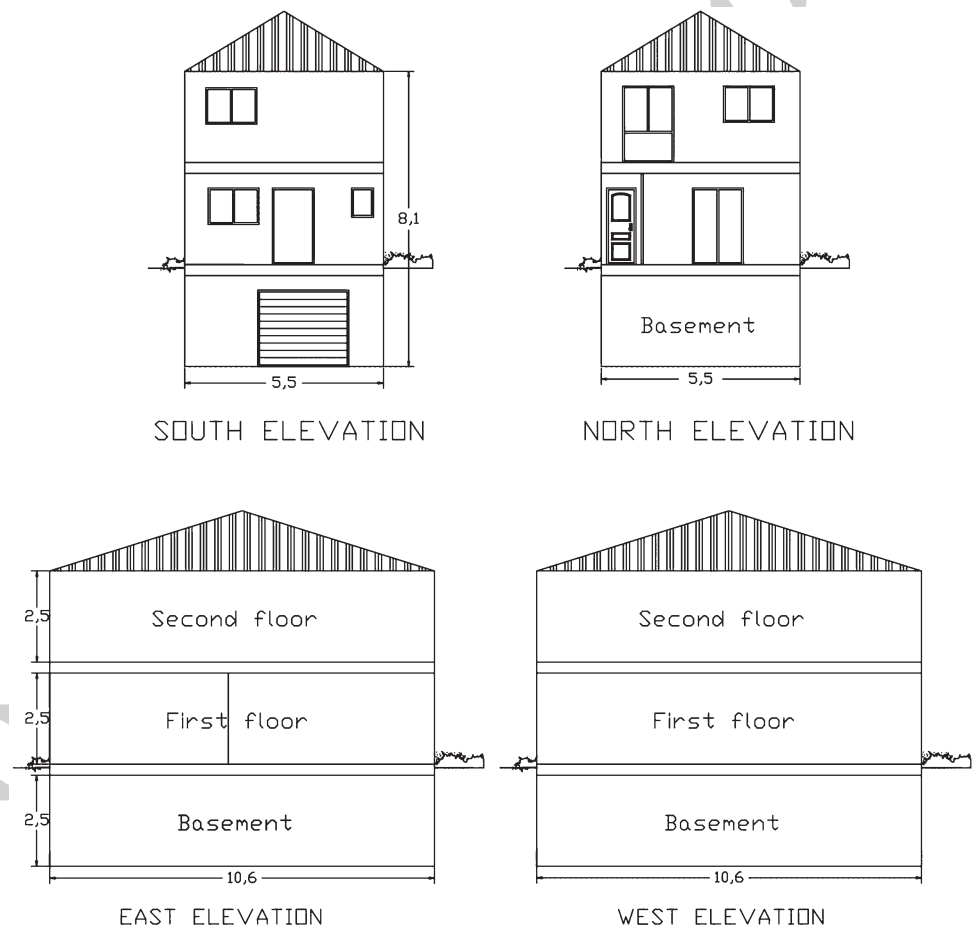 8,1
5,5
SOUTH ELEVATION
Basement
5,5
NORTH ELEVATION
2,5
Second floor
2,5
First floor
2,5
Basement
10,6
EAST ELEVATION
Second floor
First floor
Basement
10,6
WEST ELEVATION